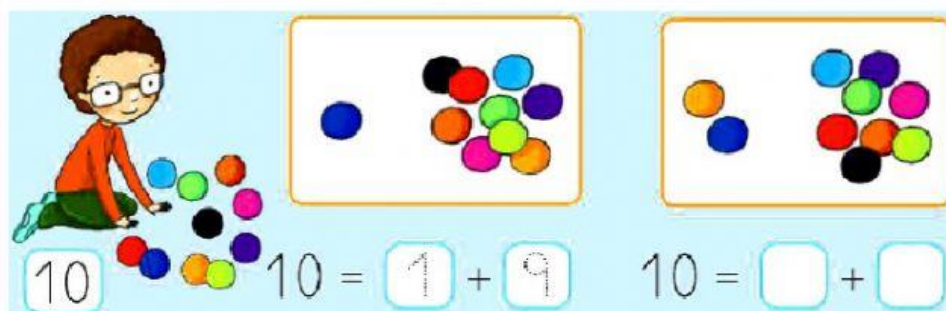 10
10 = 1 + 9
10 = +